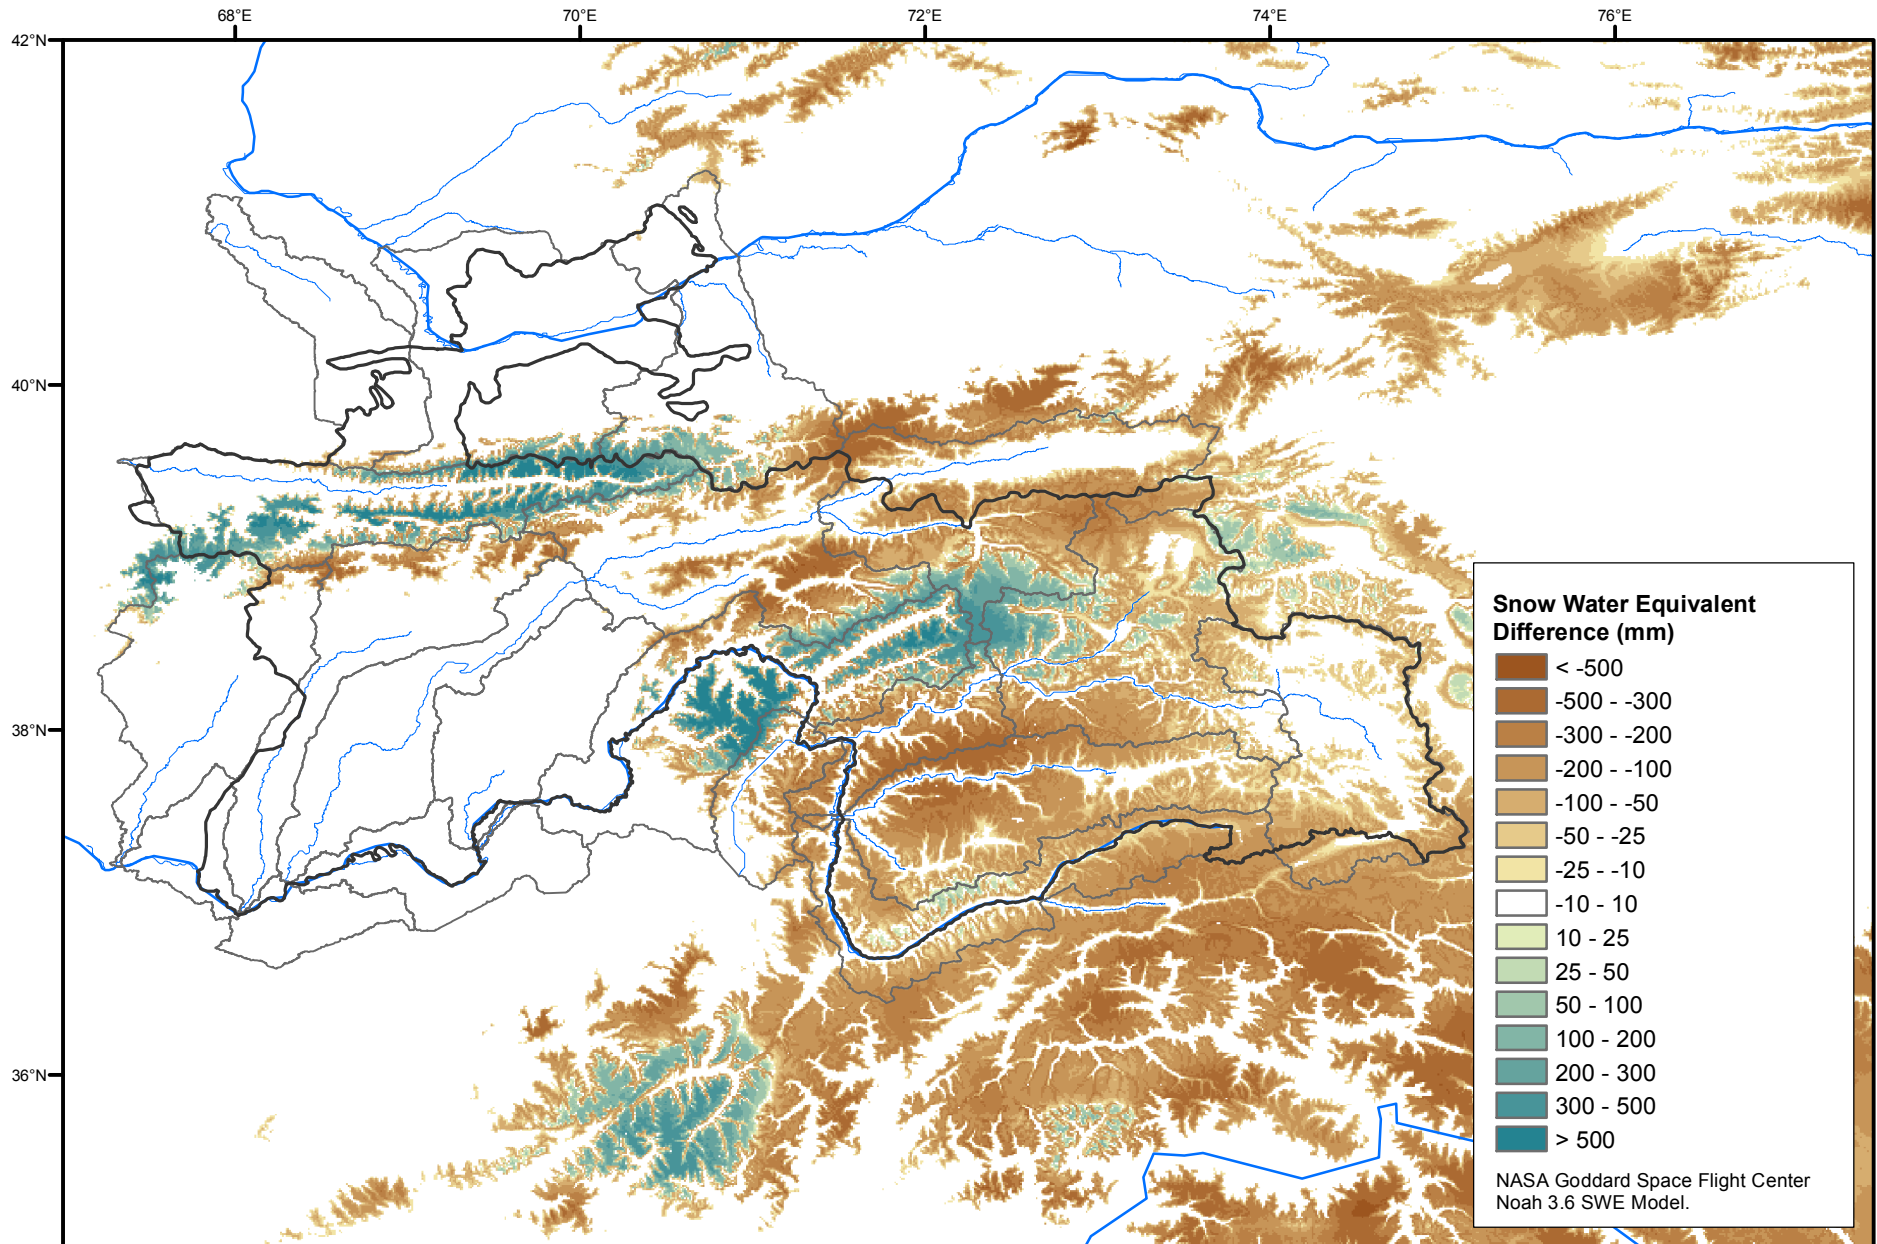 68°E
70°E
72°E
74°E
76°E
42°N
40°N
38°N
36°N
Snow Water Equivalent
Difference (mm)
< -500
-500 - -300
-300 - -200
-200 - -100
-100 - -50
-50 - -25
-25 - -10
-10 - 10
10 - 25
25 - 50
50 - 100
100 - 200
200 - 300
300 - 500
> 500
NASA Goddard Space Flight Center
Noah 3.6 SWE Model.